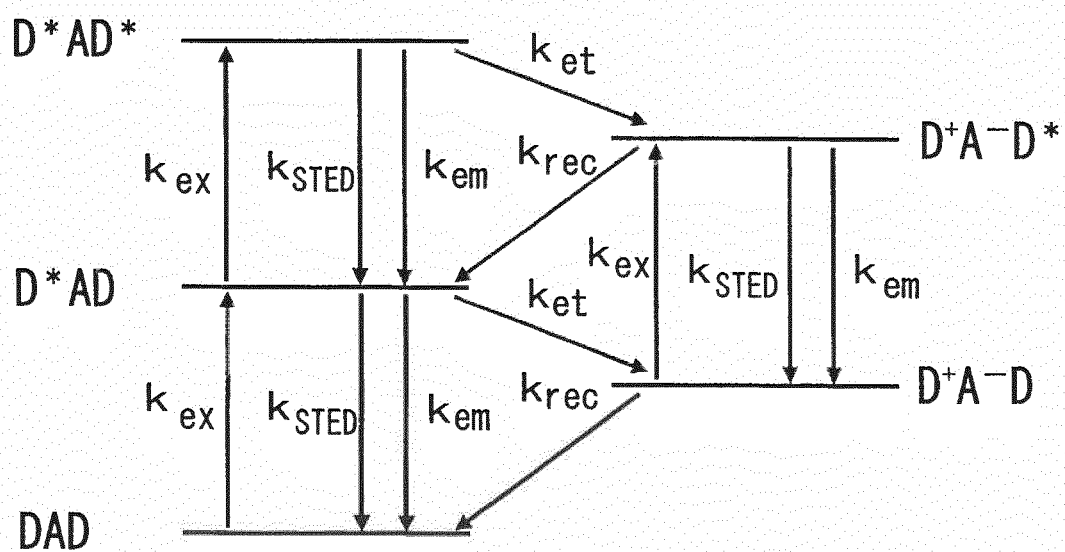 D*AD*
k_et
D⁺A⁻D*
k_ex
k_STED
k_em
k_rec
k_ex
k_STED
k_em
D*AD
k_et
D⁺A⁻D
k_ex
k_STED
k_em
k_rec
DAD